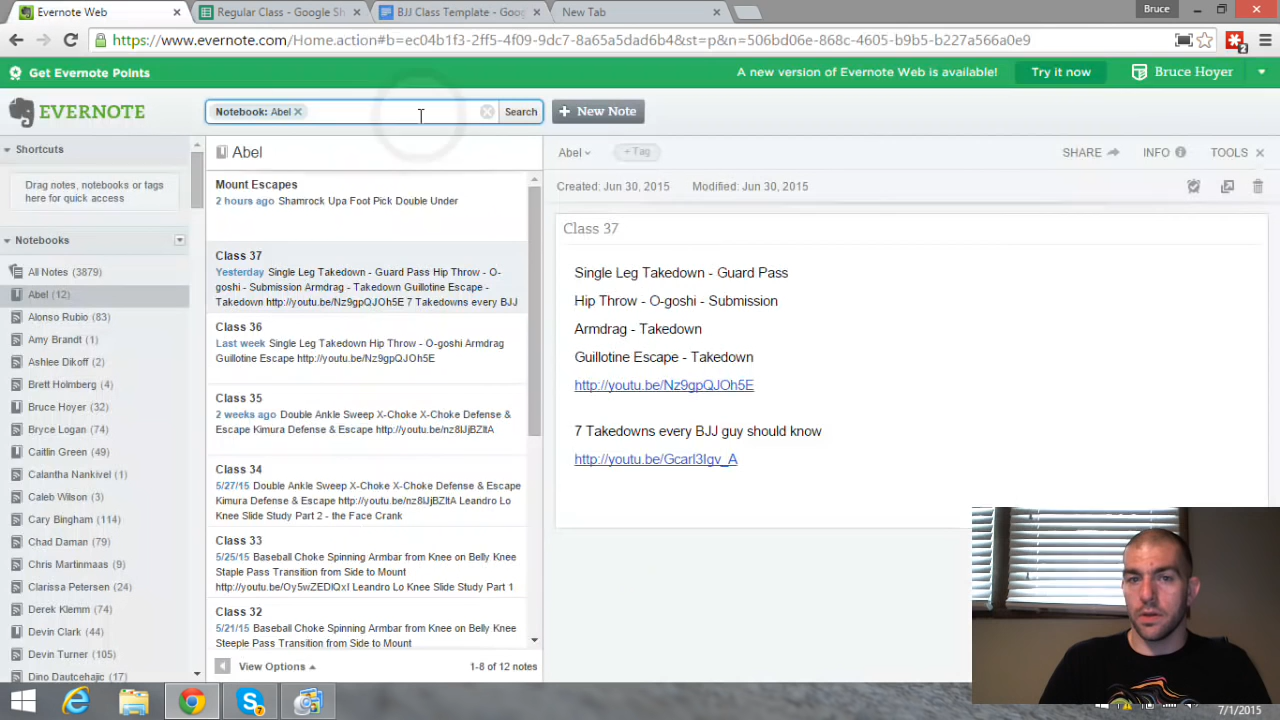 Evernote Web
Regular Class - Google Sh
BJJ Class Template - Goog
New Tab
Bruce
https://www.evernote.com/Home.action#b=ec04b1f3-2ff5-4f09-9dc7-8a65a5dad6b4&st=p&n=506bd06e-868c-4605-b9b5-b227a566a0e9
2
Get Evernote Points
A new version of Evernote Web is available!
Try it now
Bruce Hoyer
EVERNOTE
Notebook: Abel
Search
+ New Note
Shortcuts
Drag notes, notebooks or tags
here for quick access
Notebooks
All Notes (3879)
Abel (12)
Alonso Rubio (83)
Amy Brandt (1)
Ashlee Dikoff (2)
Brett Holmberg (4)
Bruce Hoyer (32)
Bryce Logan (74)
Caitlin Green (49)
Calantha Nankivel (1)
Caleb Wilson (3)
Cary Bingham (114)
Chad Daman (79)
Chris Martinmaas (9)
Clarissa Petersen (24)
Derek Klemm (74)
Devin Clark (44)
Devin Turner (105)
Dino Dautcehajic (17)
Abel
Mount Escapes
2 hours ago Shamrock Upa Foot Pick Double Under
Class 37
Yesterday Single Leg Takedown - Guard Pass Hip Throw - O-
goshi - Submission Armdrag - Takedown Guillotine Escape -
Takedown http://youtu.be/Nz9gpQJOh5E 7 Takedowns every BJJ
Class 36
Last week Single Leg Takedown Hip Throw - O-goshi Armdrag
Guillotine Escape http://youtu.be/Nz9gpQJOh5E
Class 35
2 weeks ago Double Ankle Sweep X-Choke X-Choke Defense &
Escape Kimura Defense & Escape http://youtu.be/nz8IJjBZItA
Class 34
5/27/15 Double Ankle Sweep X-Choke X-Choke Defense & Escape
Kimura Defense & Escape http://youtu.be/nz8IJjBZItA Leandro Lo
Knee Slide Study Part 2 - the Face Crank
Class 33
5/25/15 Baseball Choke Spinning Armbar from Knee on Belly Knee
Staple Pass Transition from Side to Mount
http://youtu.be/Oy5wZEDlQxI Leandro Lo Knee Slide Study Part 1
Class 32
5/21/15 Baseball Choke Spinning Armbar from Knee on Belly Knee
Steeple Pass Transition from Side to Mount
View Options
1-8 of 12 notes
Abel
+ Tag
SHARE
INFO
TOOLS
Created: Jun 30, 2015
Modified: Jun 30, 2015
Class 37
Single Leg Takedown - Guard Pass
Hip Throw - O-goshi - Submission
Armdrag - Takedown
Guillotine Escape - Takedown
http://youtu.be/Nz9gpQJOh5E
7 Takedowns every BJJ guy should know
http://youtu.be/Gcarl3Igv_A
7
7/1/2015